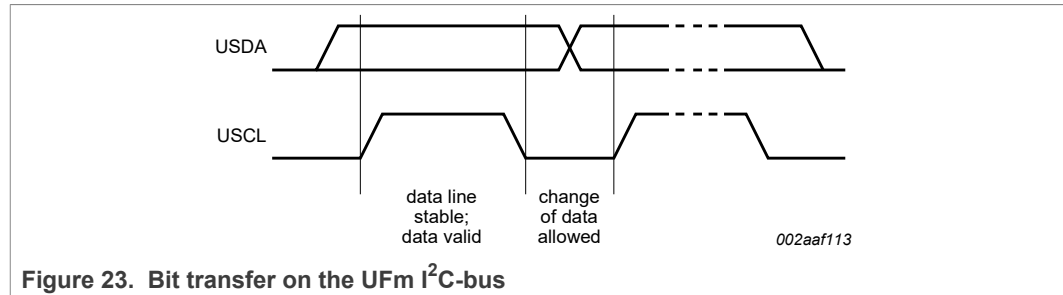 USDA
USCL
data line
stable;
data valid
change
of data
allowed
002aaf113
Figure 23. Bit transfer on the UFm I²C-bus